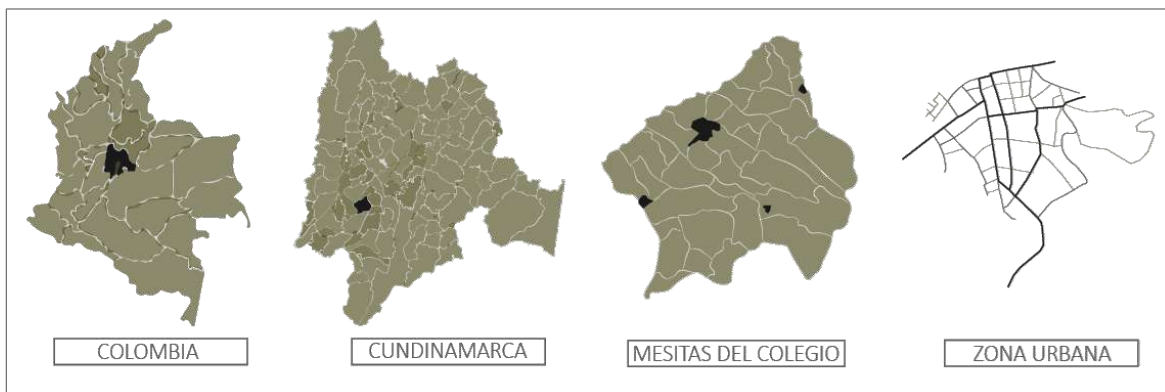 COLOMBIA
CUNDINAMARCA
MESITAS DEL COLEGIO
ZONA URBANA